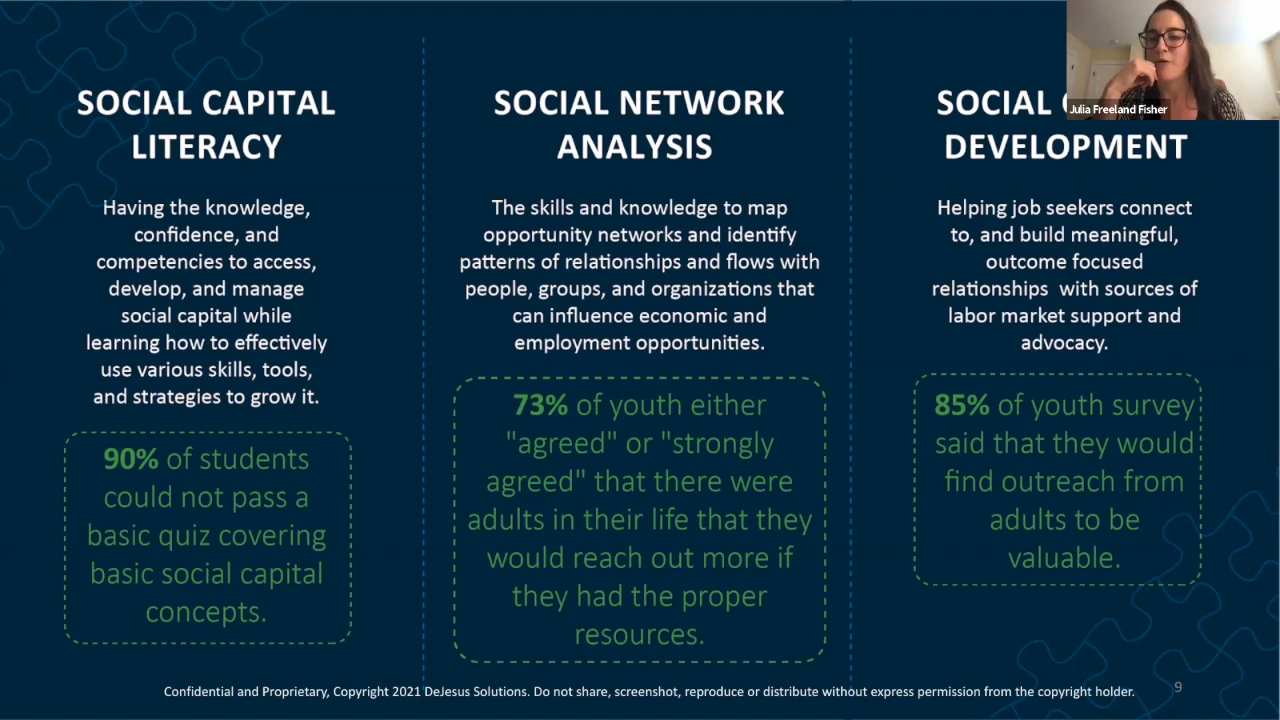 SOCIAL CAPITAL
LITERACY
Having the knowledge,
confidence, and
competencies to access,
develop, and manage
social capital while
learning how to effectively
use various skills, tools,
and strategies to grow it.
90% of students
could not pass a
basic quiz covering
basic social capital
concepts.
SOCIAL NETWORK
ANALYSIS
The skills and knowledge to map
opportunity networks and identify
patterns of relationships and flows with
people, groups, and organizations that
can influence economic and
employment opportunities.
73% of youth either
"agreed" or "strongly
agreed" that there were
adults in their life that they
would reach out more if
they had the proper
resources.
SOCIAL
DEVELOPMENT
Helping job seekers connect
to, and build meaningful,
outcome focused
relationships with sources of
labor market support and
advocacy.
85% of youth survey
said that they would
find outreach from
adults to be
valuable.
Julia Freeland Fisher
Confidential and Proprietary, Copyright 2021 DeJesus Solutions. Do not share, screenshot, reproduce or distribute without express permission from the copyright holder.
9